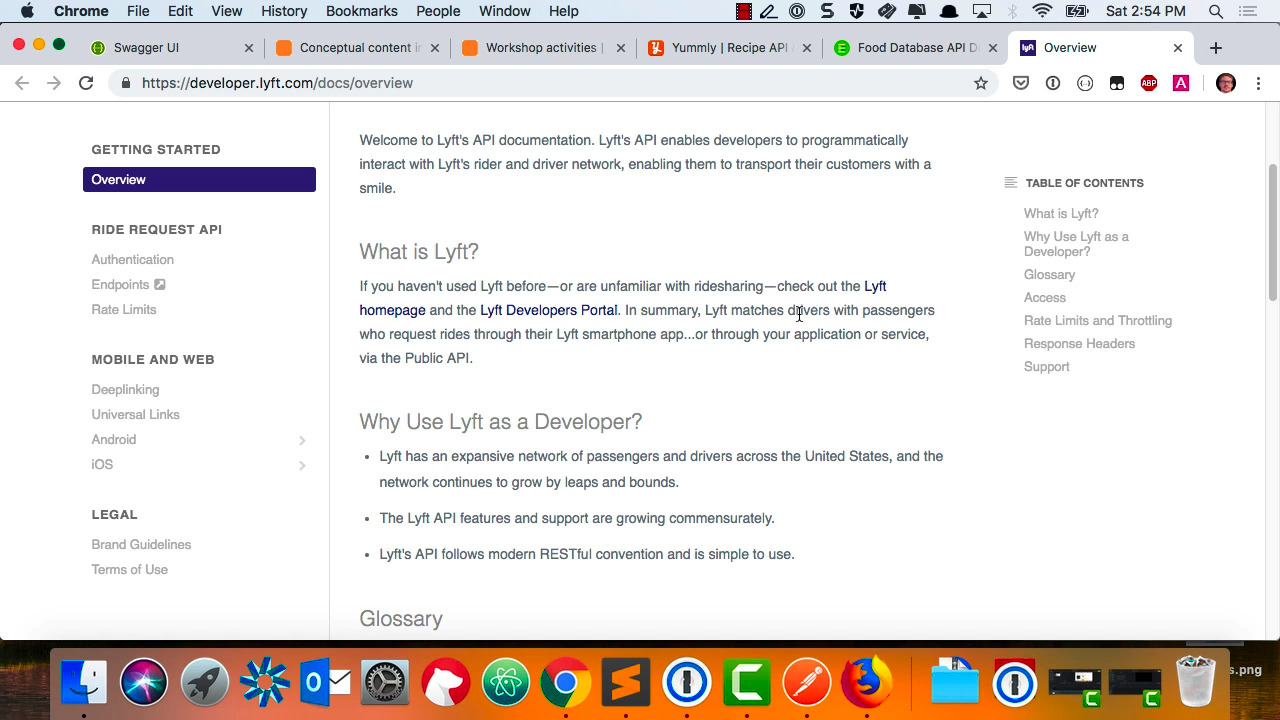 Chrome File Edit View History Bookmarks People Window Help Sat 2:54 PM
Swagger UI Conceptual content i Workshop activities Yummly | Recipe API Food Database API D Overview
https://developer.lyft.com/docs/overview
GETTING STARTED
Overview
RIDE REQUEST API
Authentication
Endpoints
Rate Limits
MOBILE AND WEB
Deeplinking
Universal Links
Android
iOS
LEGAL
Brand Guidelines
Terms of Use
Welcome to Lyft's API documentation. Lyft's API enables developers to programmatically
interact with Lyft's rider and driver network, enabling them to transport their customers with a
smile.
What is Lyft?
If you haven't used Lyft before—or are unfamiliar with ridesharing—check out the Lyft
homepage and the Lyft Developers Portal. In summary, Lyft matches drivers with passengers
who request rides through their Lyft smartphone app...or through your application or service,
via the Public API.
Why Use Lyft as a Developer?
• Lyft has an expansive network of passengers and drivers across the United States, and the
network continues to grow by leaps and bounds.
• The Lyft API features and support are growing commensurately.
• Lyft's API follows modern RESTful convention and is simple to use.
Glossary
TABLE OF CONTENTS
What is Lyft?
Why Use Lyft as a
Developer?
Glossary
Access
Rate Limits and Throttling
Response Headers
Support
s.png